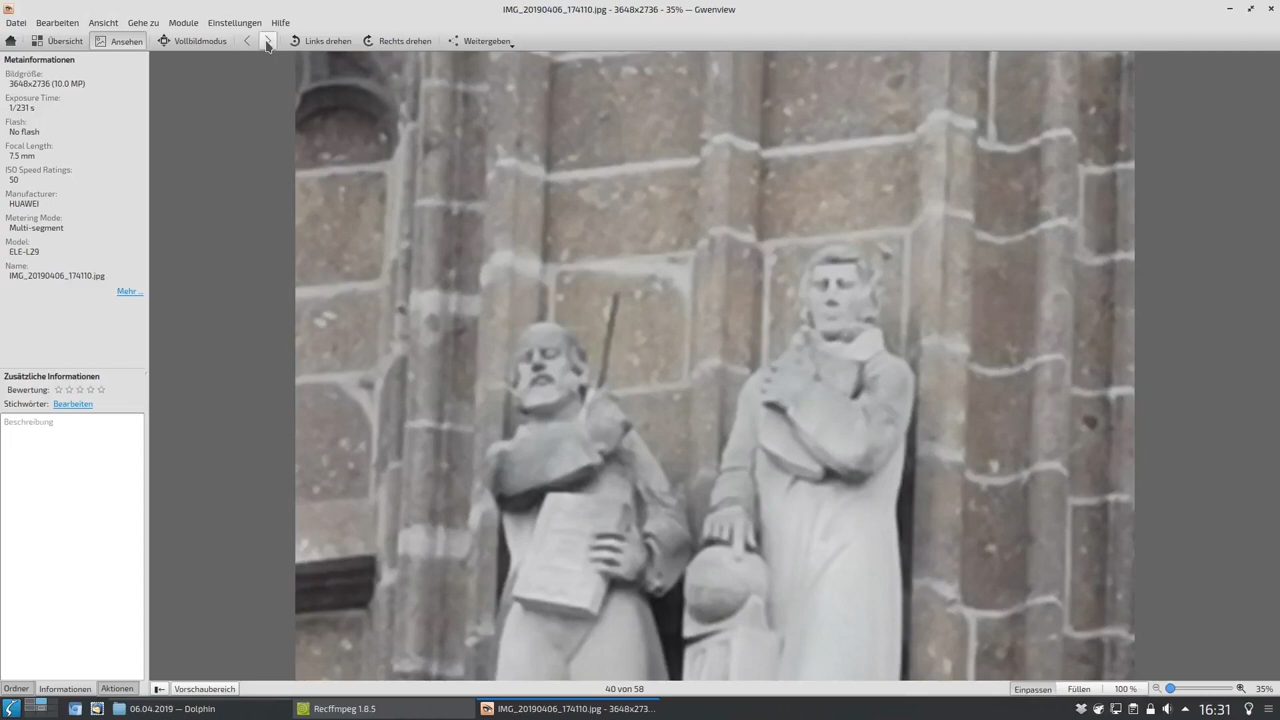 IMG_20190406_174110.jpg - 3648x2736 - 35% — Gwenview
Datei Bearbeiten Ansicht Gehe zu Module Einstellungen Hilfe
Übersicht Ansehen Vollbildmodus Links drehen Rechts drehen Weitergeben
Metainformationen
Bildgröße:
3648x2736 (10.0 MP)
Exposure Time:
1/231 s
Flash:
No flash
Focal Length:
7.5 mm
ISO Speed Ratings:
50
Manufacturer:
HUAWEI
Metering Mode:
Multi-segment
Model:
ELE-L29
Name:
IMG_20190406_174110.jpg
Mehr ...
Zusätzliche Informationen
Bewertung:
Stichwörter: Bearbeiten
Beschreibung
Ordner Informationen Aktionen Vorschaubereich 40 von 58 Einpassen Füllen 100 % 35%
06.04.2019 — Dolphin Recffmpeg 1.8.5 IMG_20190406_174110.jpg - 3648x273... 16:31